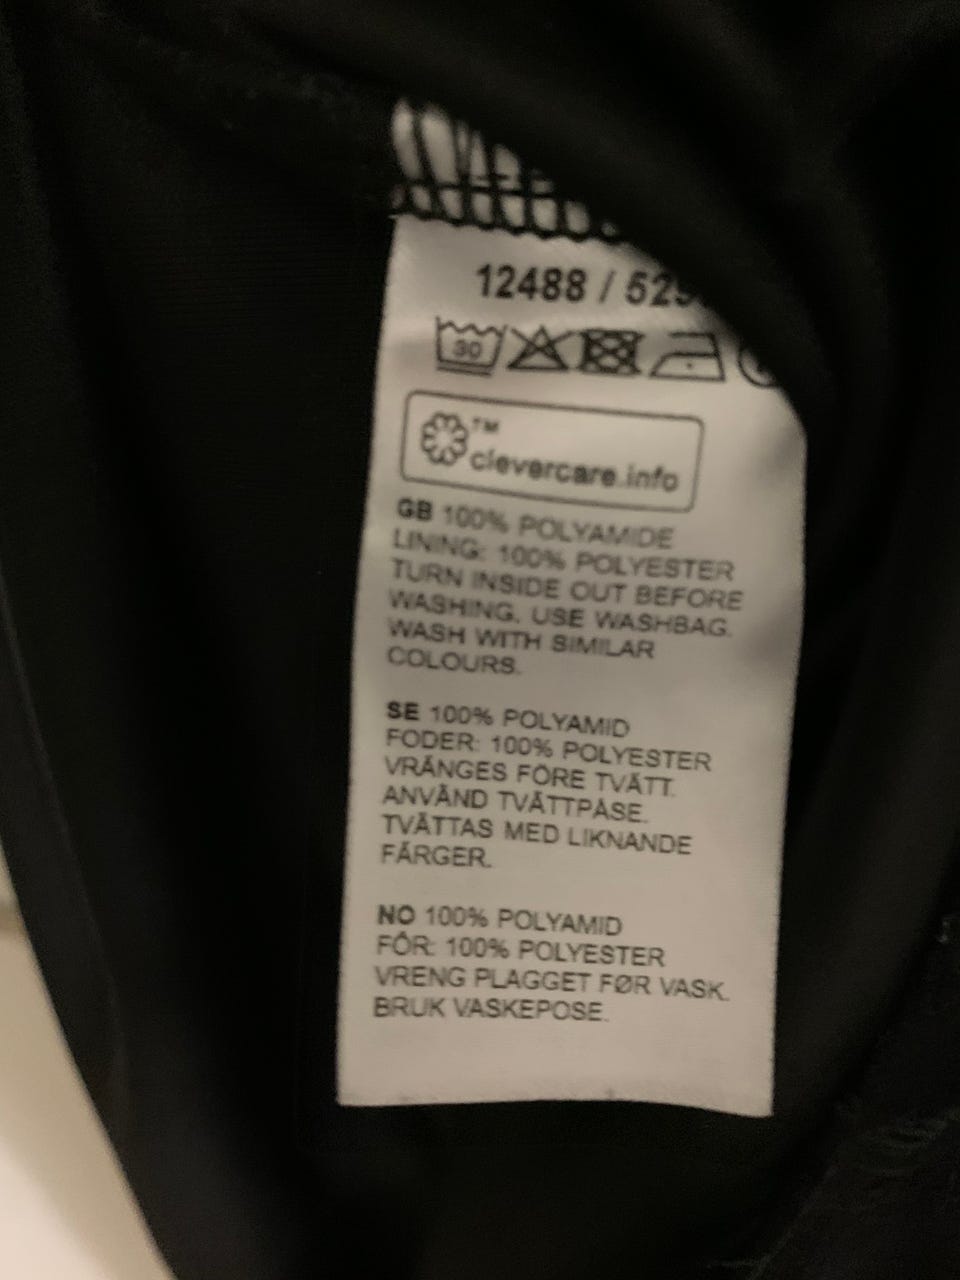 12488 / 525
30
TM
clevercare.info
GB 100% POLYAMIDE
LINING: 100% POLYESTER
TURN INSIDE OUT BEFORE
WASHING. USE WASHBAG.
WASH WITH SIMILAR
COLOURS.
SE 100% POLYAMID
FODER: 100% POLYESTER
VRÄNGES FÖRE TVÄTT.
ANVÄND TVÄTTPÅSE.
TVÄTTAS MED LIKNANDE
FÄRGER.
NO 100% POLYAMID
FÔR: 100% POLYESTER
VRENG PLAGGET FØR VASK.
BRUK VASKEPOSE.